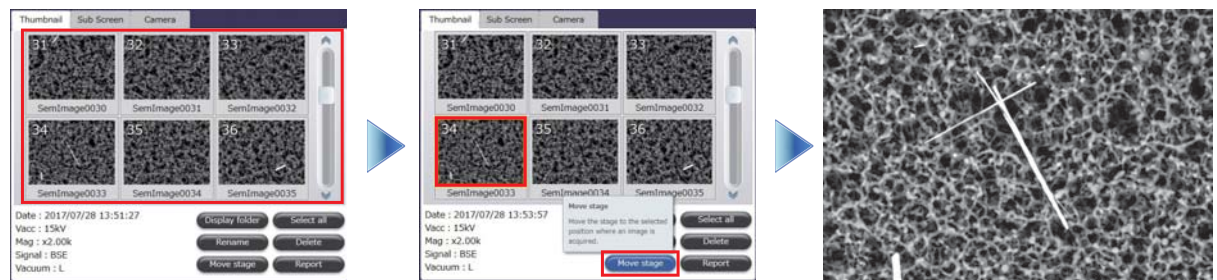 Thumbnail Sub Screen Camera
31 32 33
SemImage0030 SemImage0031 SemImage0032
34 35 36
SemImage0033 SemImage0034 SemImage0035
Date : 2017/07/28 13:51:27
Vacc : 15kV
Mag : x2.00k
Signal : BSE
Vacuum : L
Display folder Select all
Rename Delete
Move stage Report
Thumbnail Sub Screen Camera
31 32 33
SemImage0030 SemImage0031 SemImage0032
34 35 36
SemImage0033 SemImage0034 SemImage0035
Date : 2017/07/28 13:53:57
Vacc : 15kV
Mag : x2.00k
Signal : BSE
Vacuum : L
Move stage
Move the stage to the selected
position where an image is
acquired.
Select all
Delete
Move stage Report